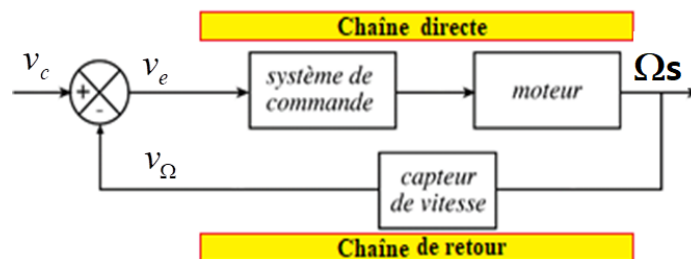 Chaîne directe
v_c
v_e
+
-
système de
commande
moteur
Ωs
v_Ω
capteur
de vitesse
Chaîne de retour